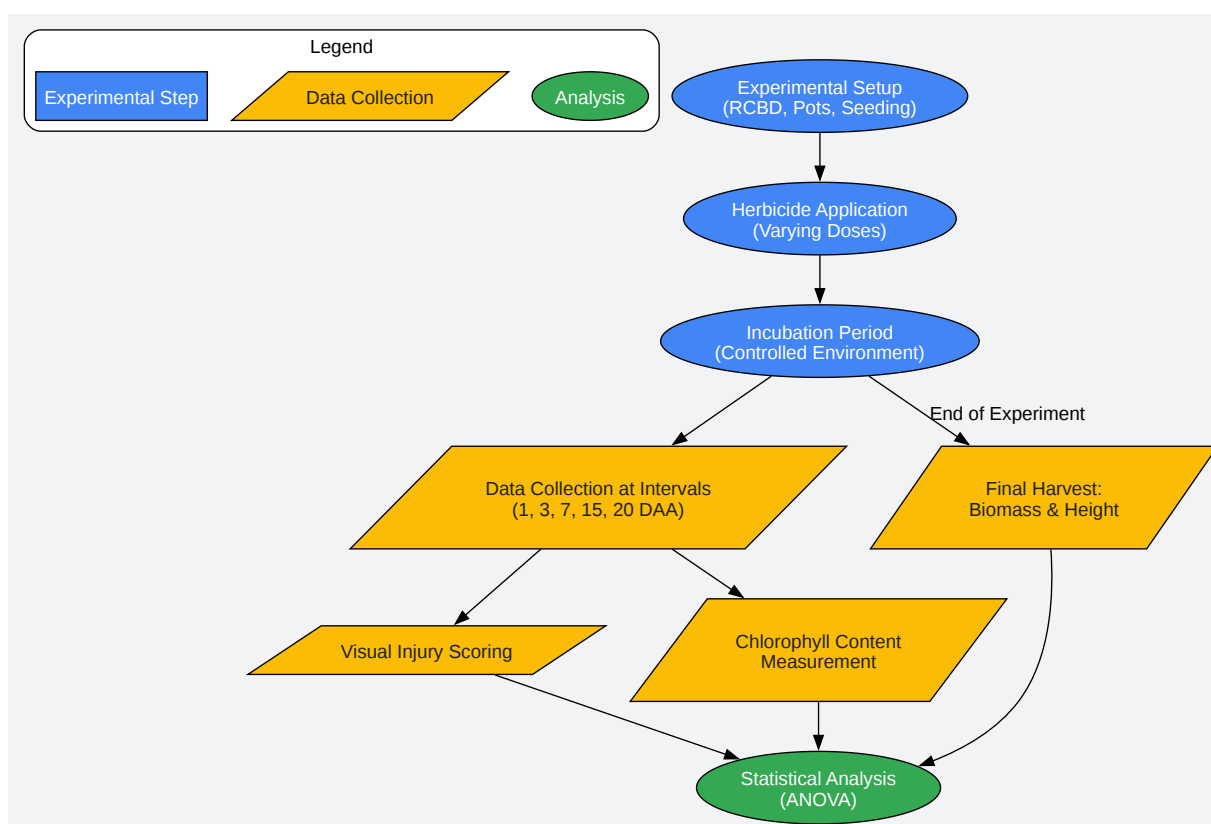 Legend
Experimental Step
Data Collection
Analysis
Experimental Setup
(RCBD, Pots, Seeding)
Herbicide Application
(Varying Doses)
Incubation Period
(Controlled Environment)
End of Experiment
Data Collection at Intervals
(1, 3, 7, 15, 20 DAA)
Final Harvest:
Biomass & Height
Visual Injury Scoring
Chlorophyll Content
Measurement
Statistical Analysis
(ANOVA)